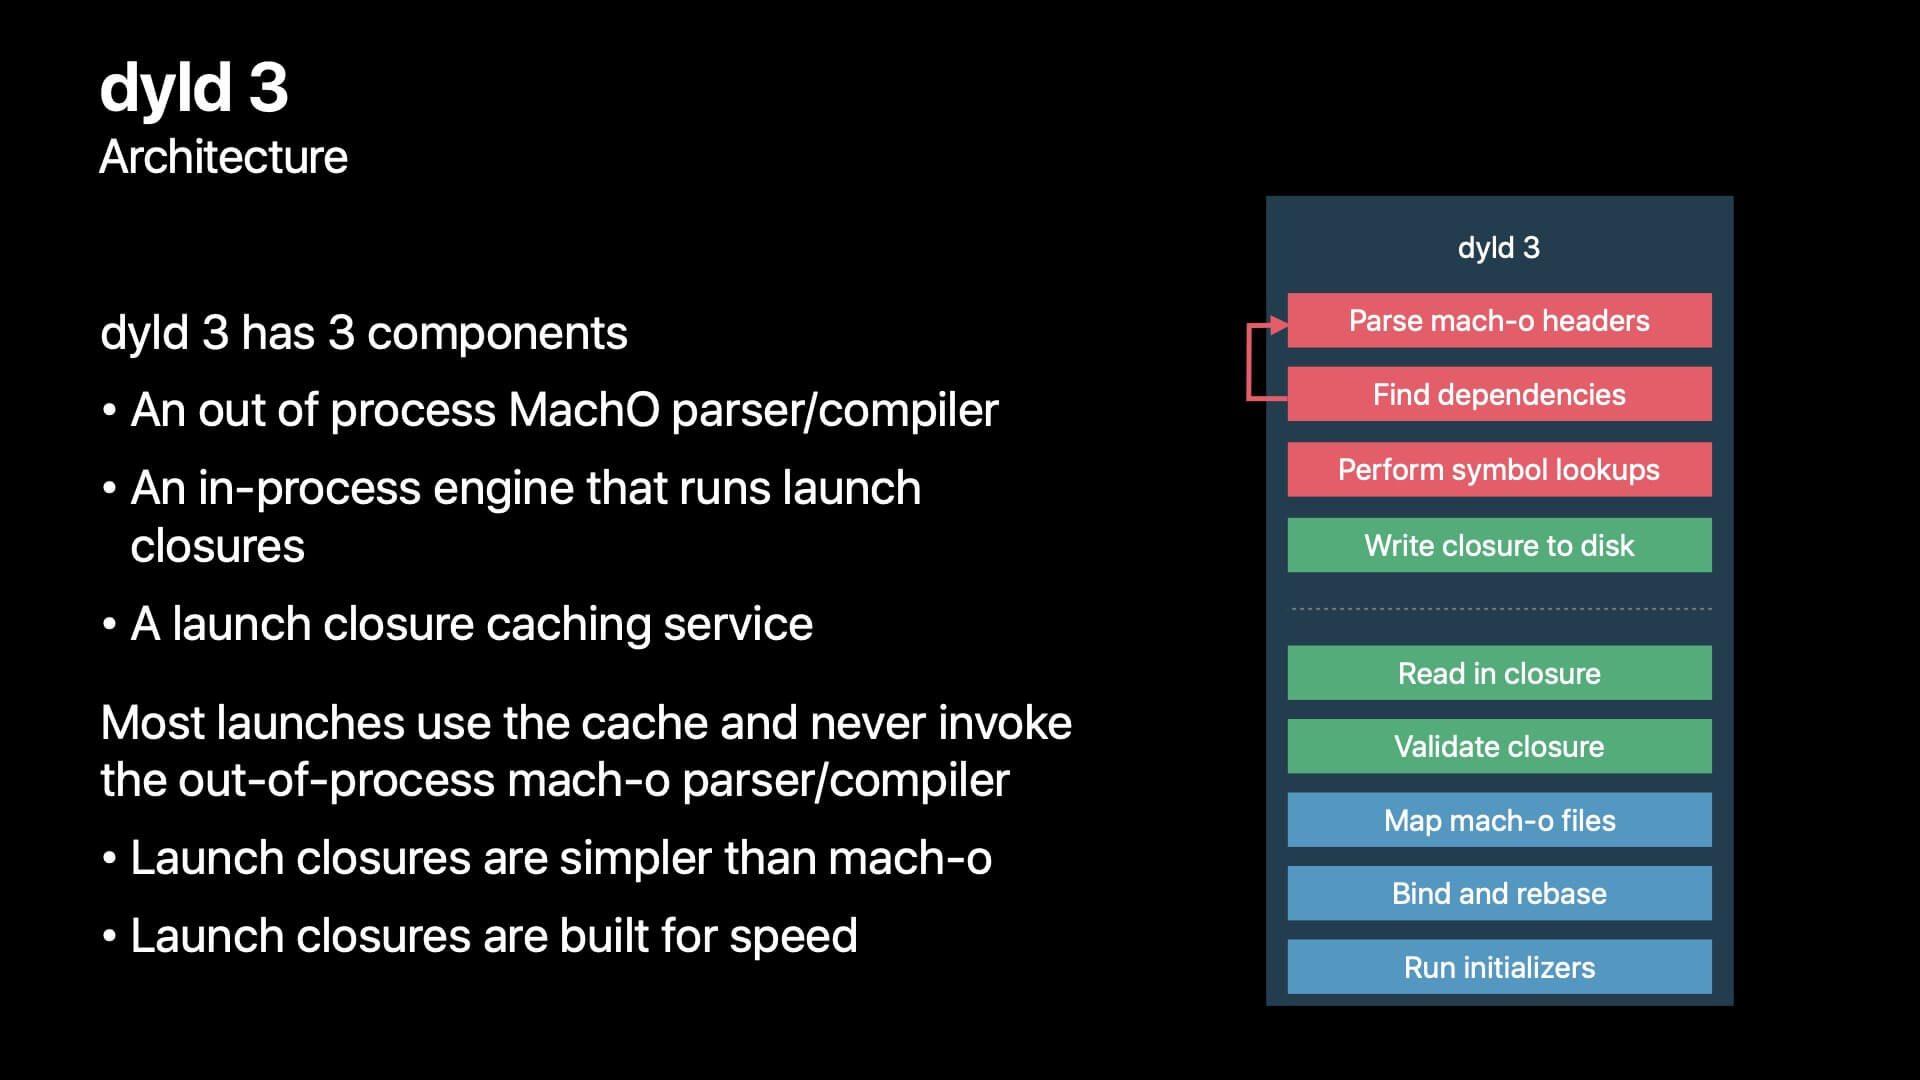 dyld 3
Architecture
dyld 3 has 3 components
• An out of process MachO parser/compiler
• An in-process engine that runs launch
closures
• A launch closure caching service
Most launches use the cache and never invoke
the out-of-process mach-o parser/compiler
• Launch closures are simpler than mach-o
• Launch closures are built for speed
dyld 3
Parse mach-o headers
Find dependencies
Perform symbol lookups
Write closure to disk
Read in closure
Validate closure
Map mach-o files
Bind and rebase
Run initializers